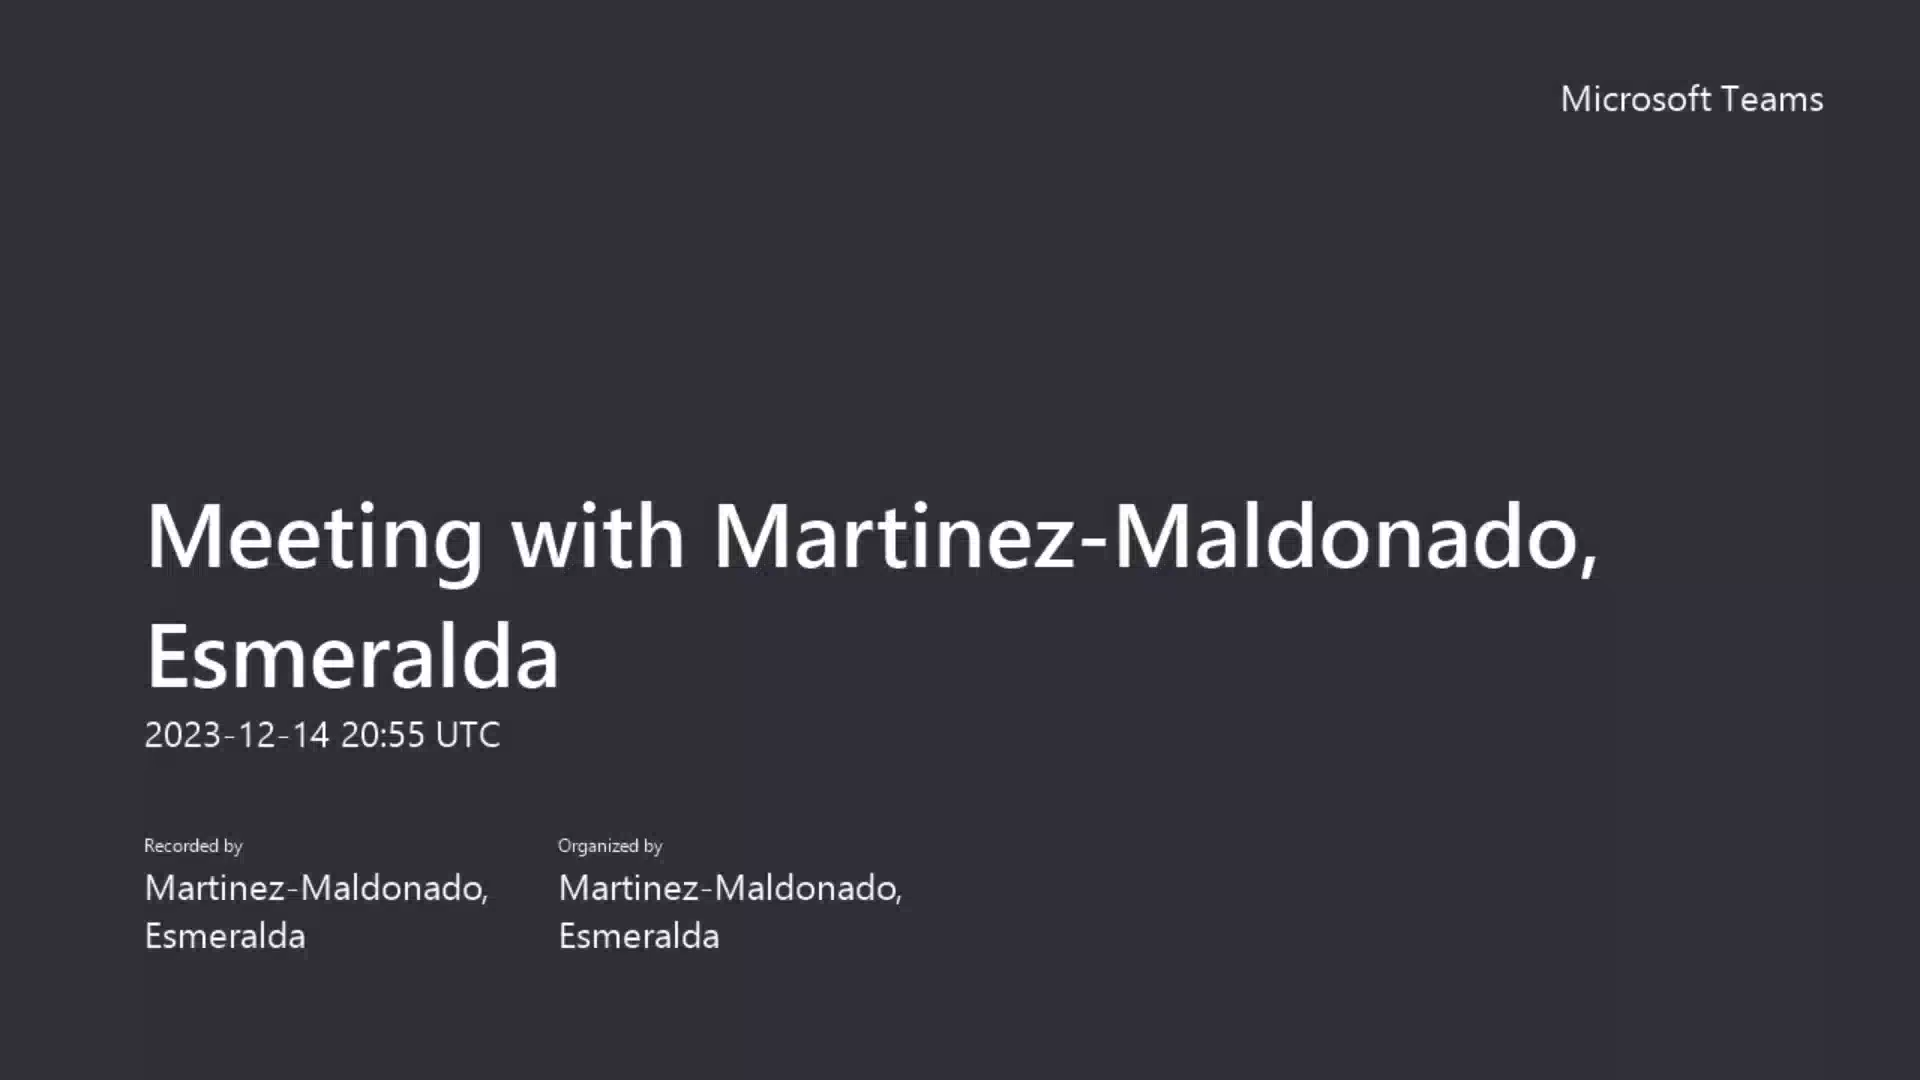 Microsoft Teams
Meeting with Martinez-Maldonado,
Esmeralda
2023-12-14 20:55 UTC
Recorded by
Martinez-Maldonado,
Esmeralda
Organized by
Martinez-Maldonado,
Esmeralda